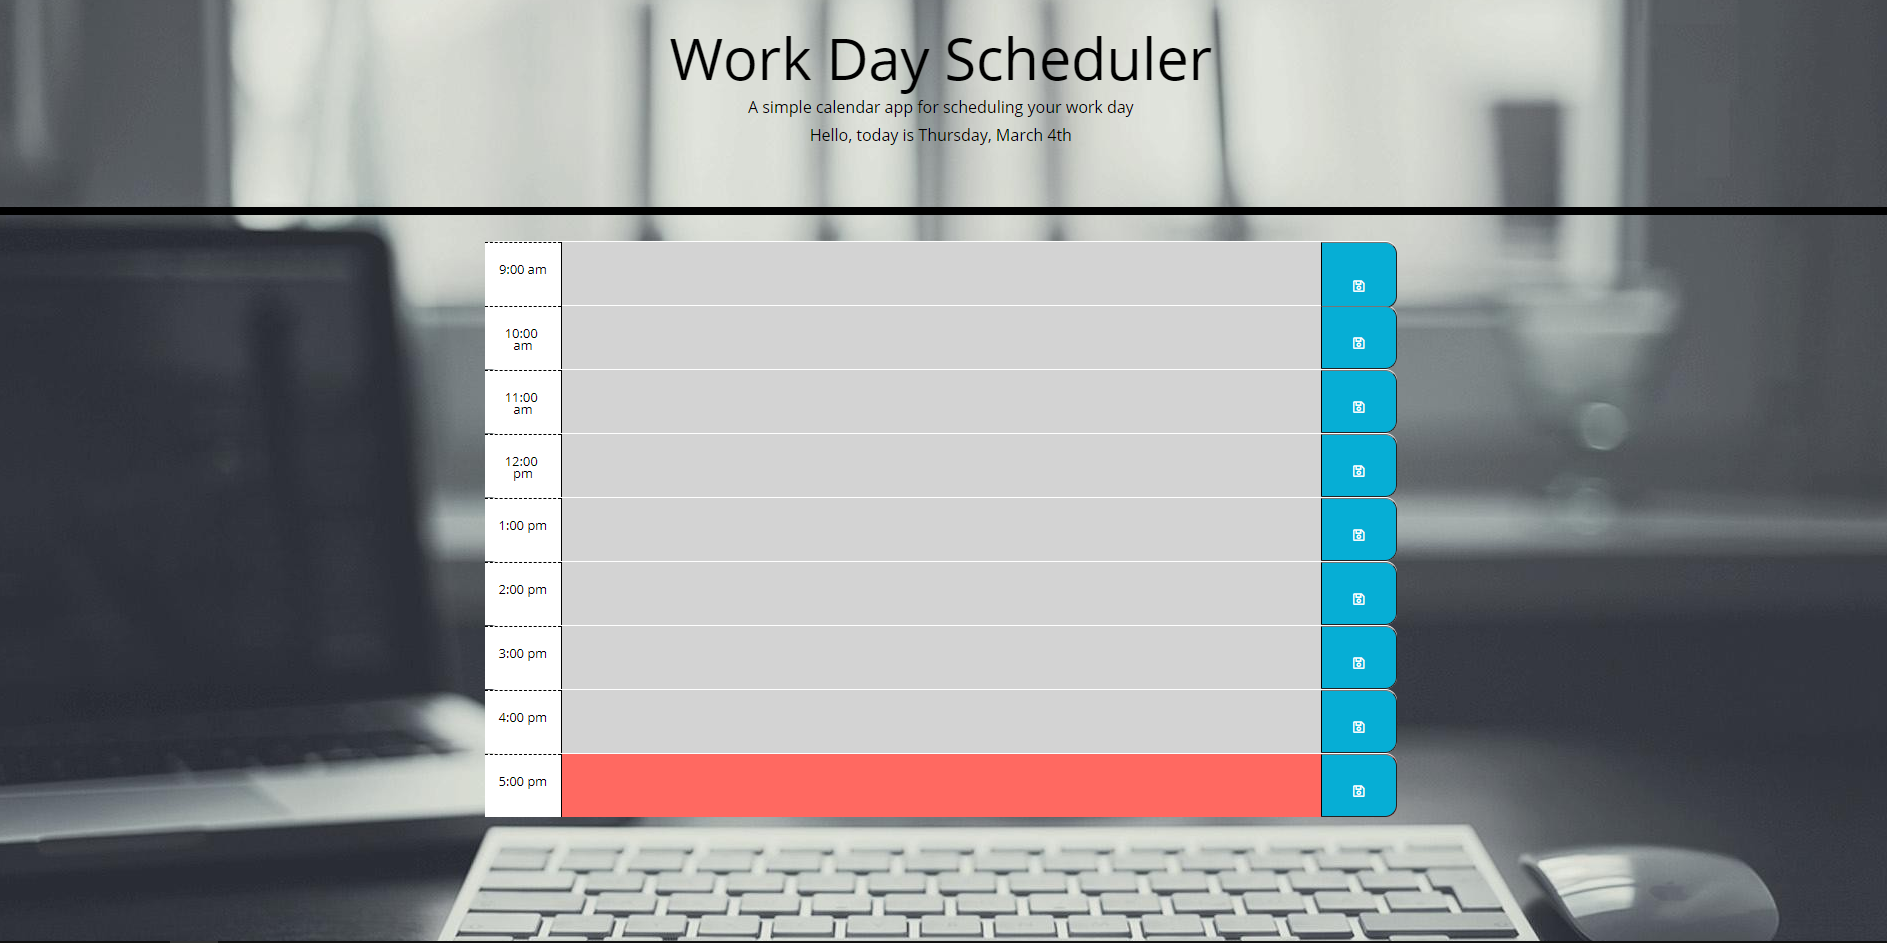 Work Day Scheduler
A simple calendar app for scheduling your work day
Hello, today is Thursday, March 4th
9:00 am
10:00
am
11:00
am
12:00
pm
1:00 pm
2:00 pm
3:00 pm
4:00 pm
5:00 pm